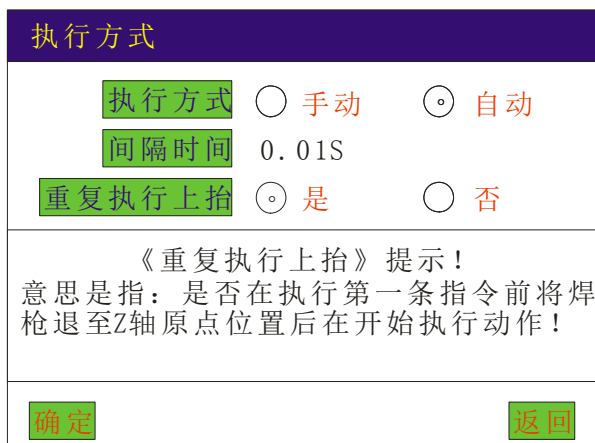 执行方式
执行方式 手动 自动
间隔时间 0.01S
重复执行上抬 是 否
《重复执行上抬》提示!
意思是指: 是否在执行第一条指令前将焊
枪退至Z轴原点位置后在开始执行动作!
确定 返回